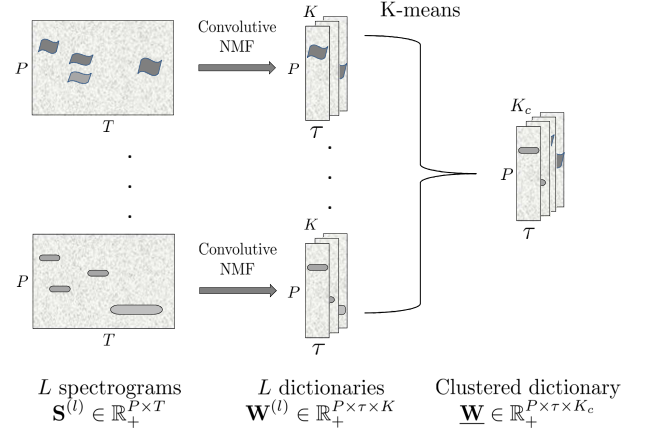 K-means
Convolutive
NMF
K
P
P
T
τ
K_c
P
τ
Convolutive
NMF
K
P
P
T
τ
L spectrograms
S^{(l)} ∈ ℝ_+^{P×T}
L dictionaries
W^{(l)} ∈ ℝ_+^{P×τ×K}
Clustered dictionary
W ∈ ℝ_+^{P×τ×K_c}